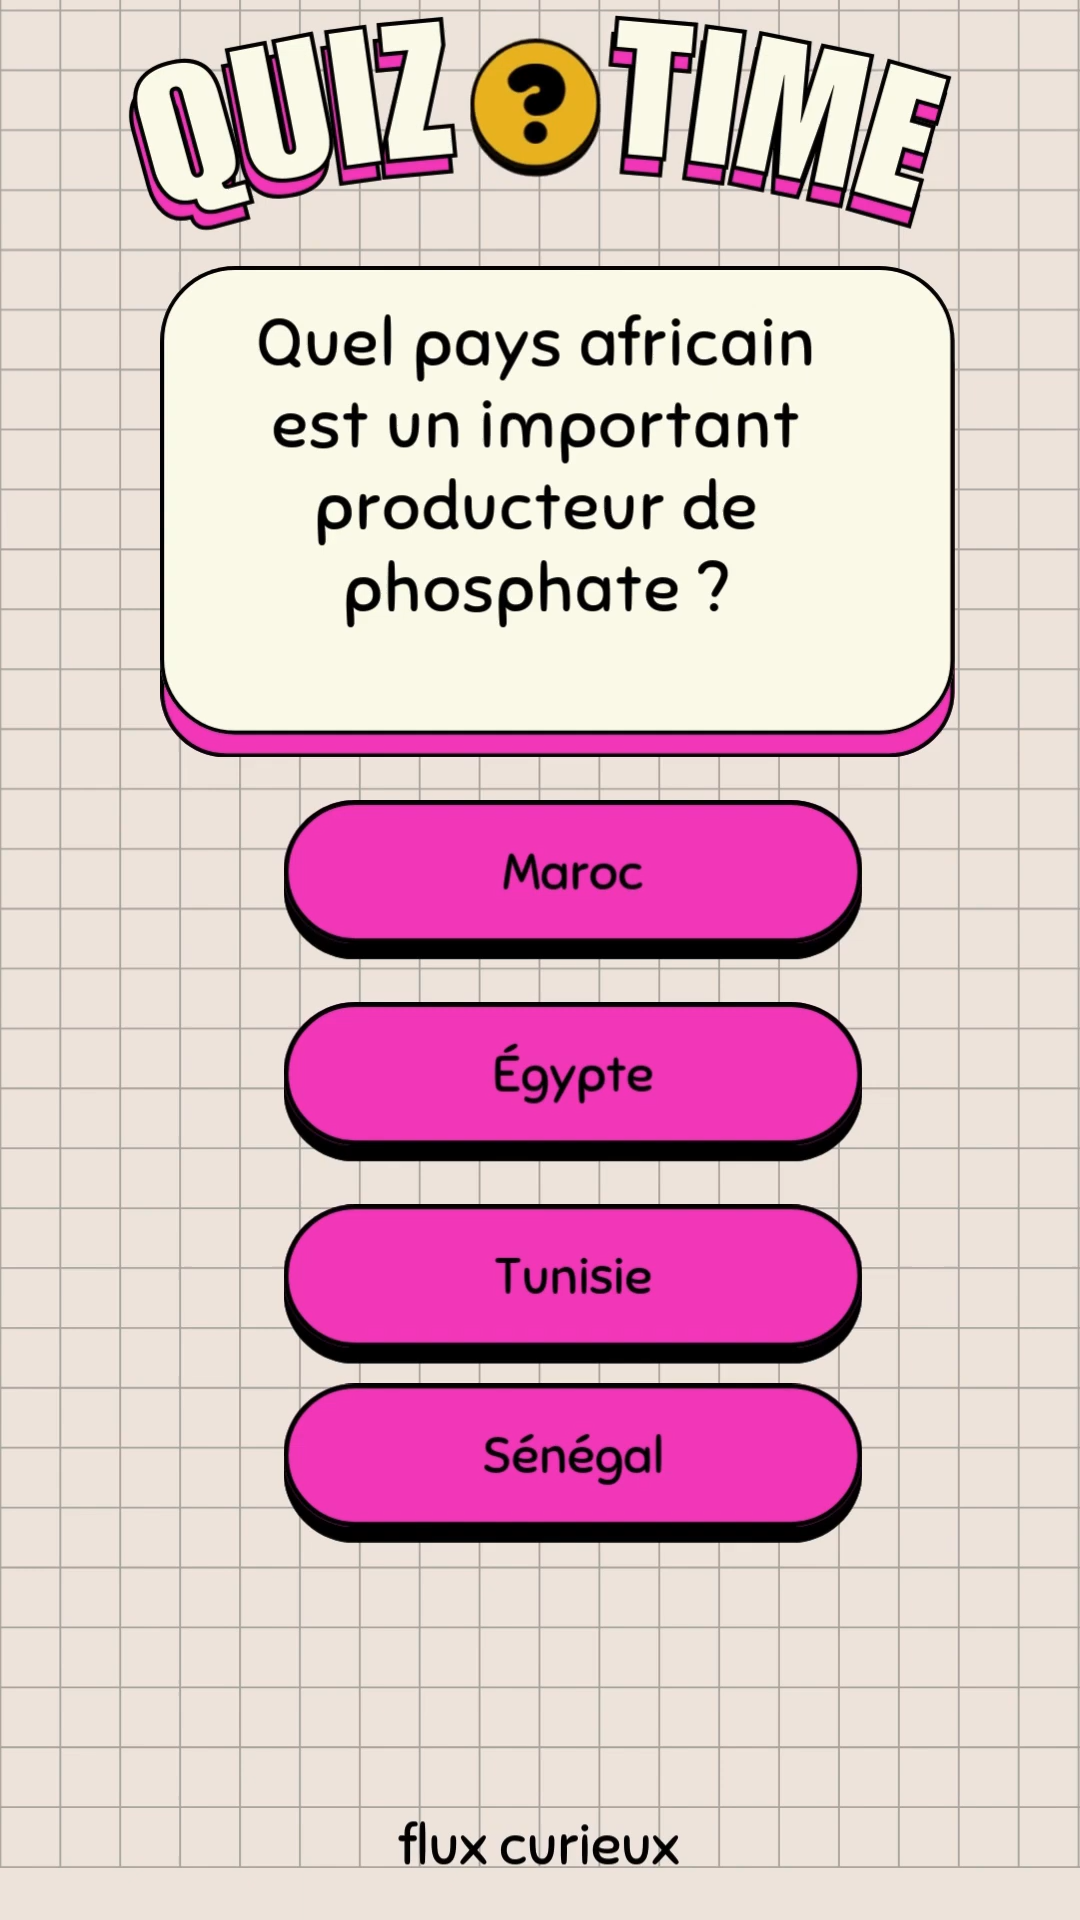 QUIZ ? TIME
Quel pays africain
est un important
producteur de
phosphate ?
Maroc
Égypte
Tunisie
Sénégal
flux curieux